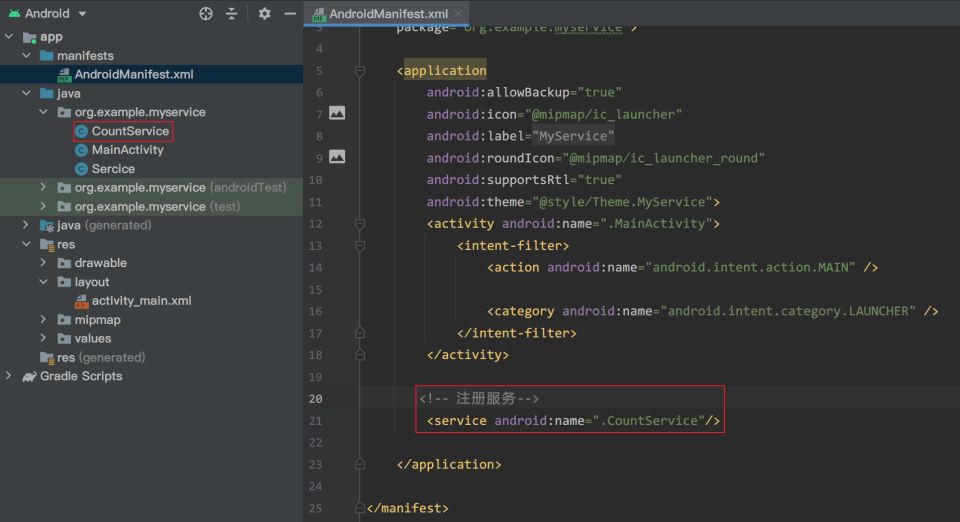 Android
AndroidManifest.xml
app
manifests
AndroidManifest.xml
java
org.example.myservice
CountService
MainActivity
Sercice
org.example.myservice (androidTest)
org.example.myservice (test)
java (generated)
res
drawable
layout
activity_main.xml
mipmap
values
res (generated)
Gradle Scripts
3 package="org.example.myservice">
4
5 <application
6 android:allowBackup="true"
7 android:icon="@mipmap/ic_launcher"
8 android:label="MyService"
9 android:roundIcon="@mipmap/ic_launcher_round"
10 android:supportsRtl="true"
11 android:theme="@style/Theme.MyService">
12 <activity android:name=".MainActivity">
13 <intent-filter>
14 <action android:name="android.intent.action.MAIN" />
15
16 <category android:name="android.intent.category.LAUNCHER" />
17 </intent-filter>
18 </activity>
19
20 <!-- 注册服务-->
21 <service android:name=".CountService"/>
22
23 </application>
24
25 </manifest>